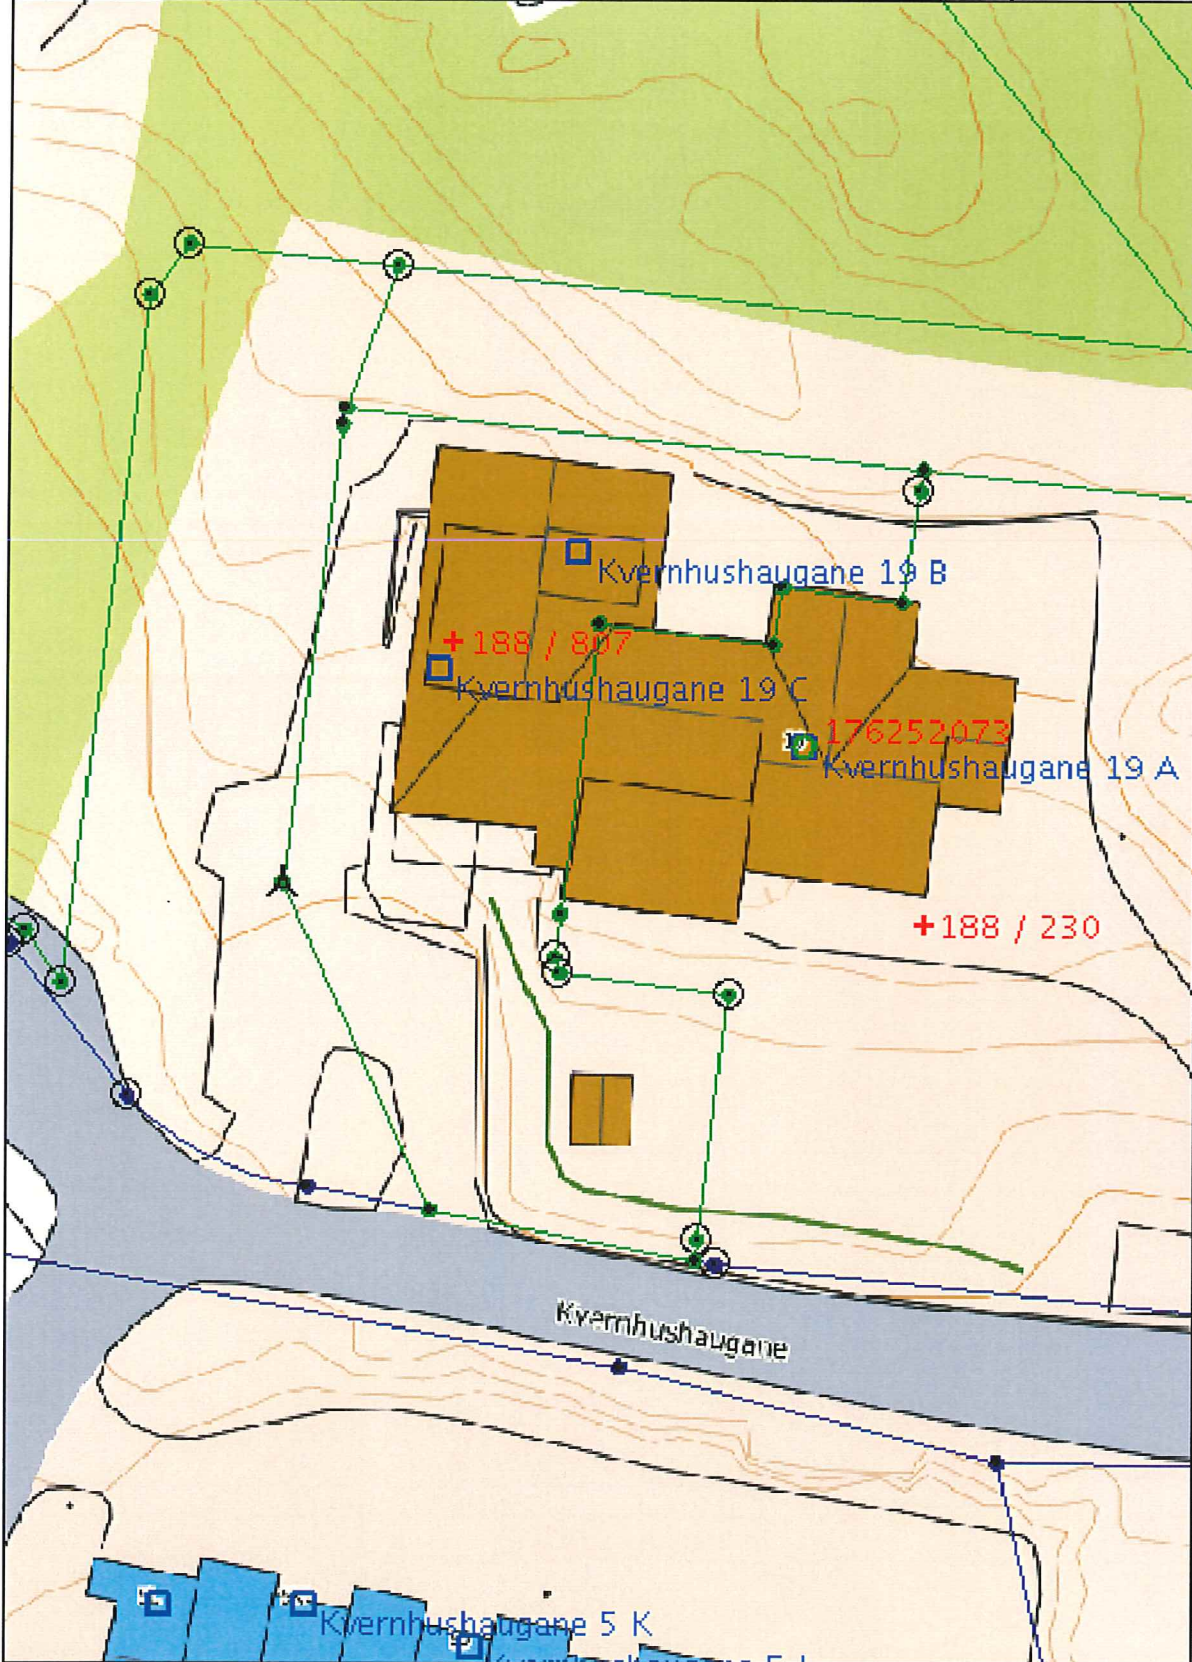 Kvernhushaugane 19 B
+188 / 807
Kvernhushaugane 19 C
176252073
Kvernhushaugane 19 A
+188 / 230
Kvernhushaugane
Kvernhushaugane 5 K